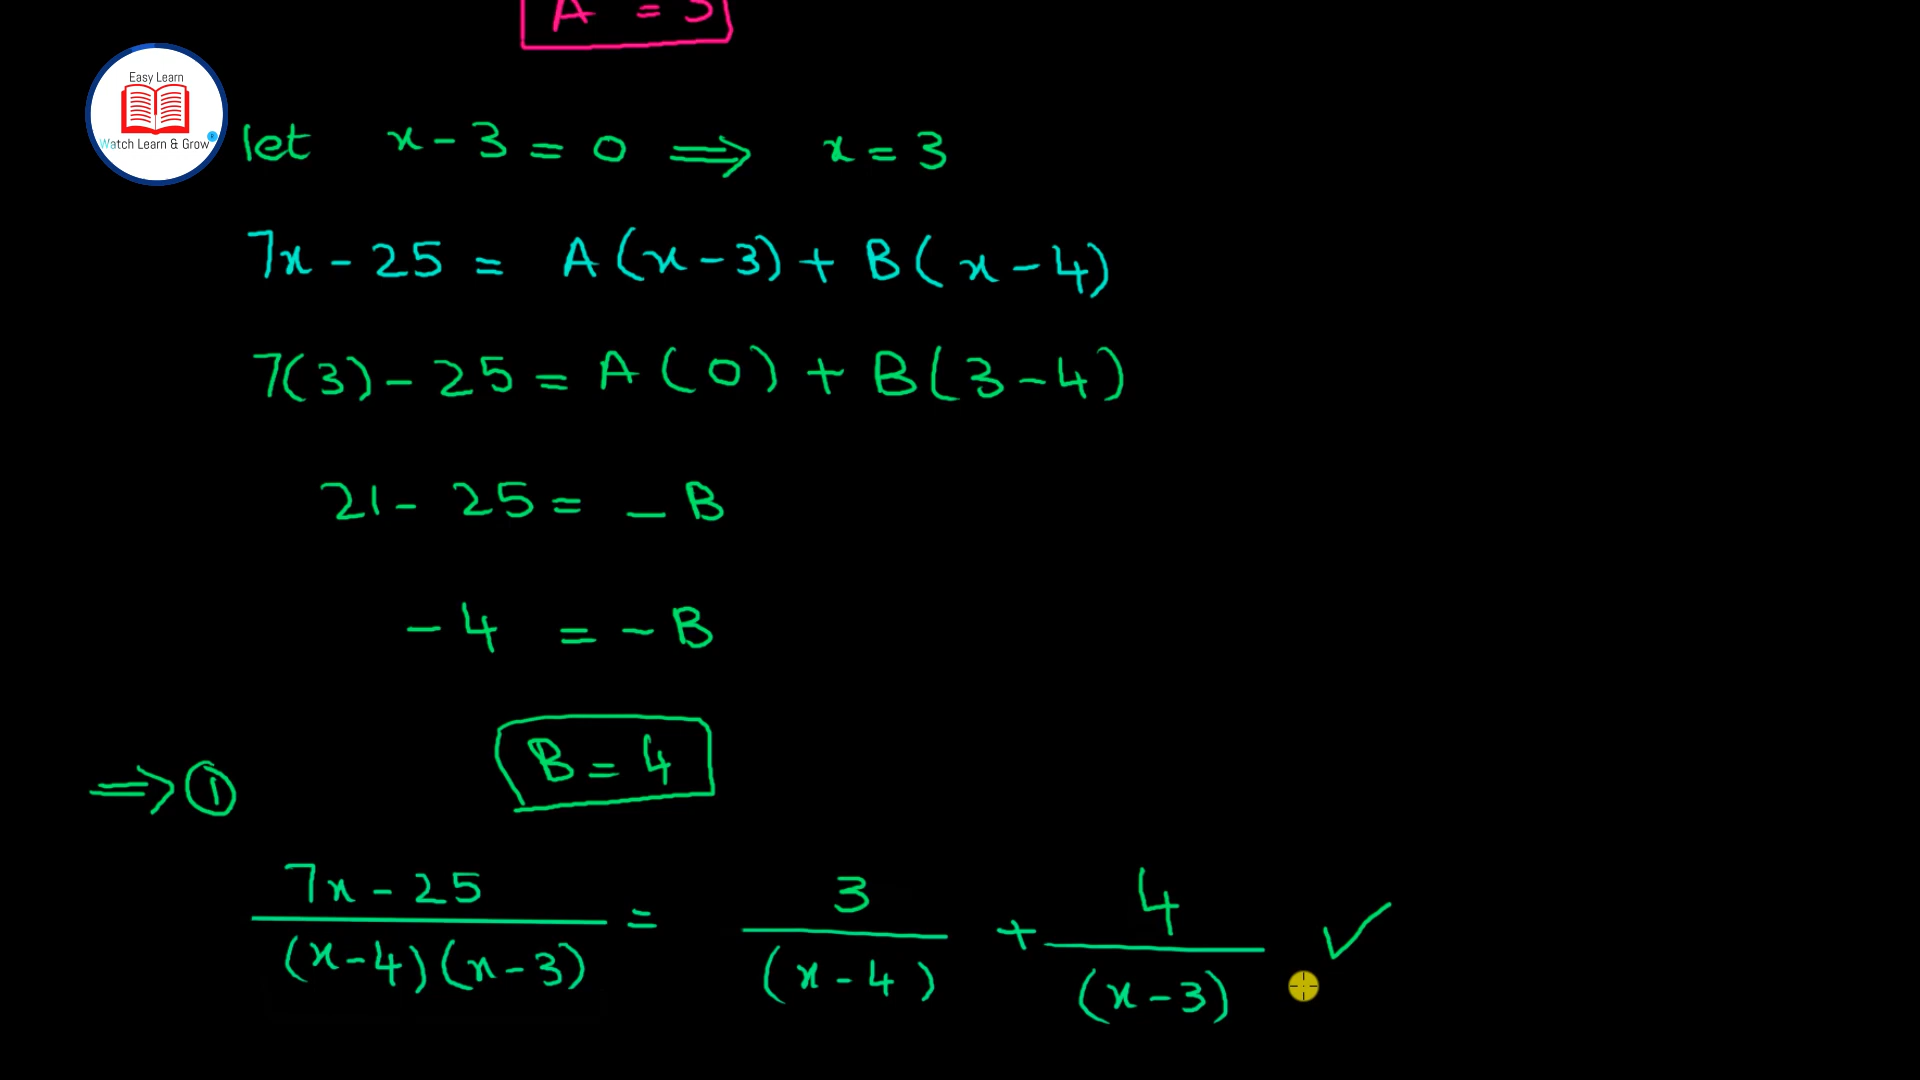 A = 3
Easy Learn
Watch Learn & Grow
let x - 3 = 0 ⟹ x = 3
7x - 25 = A(x - 3) + B(x - 4)
7(3) - 25 = A(0) + B(3 - 4)
21 - 25 = - B
- 4 = - B
B = 4
⟹ ①
7x - 25 / (x - 4)(x - 3) = 3 / (x - 4) + 4 / (x - 3) ✓